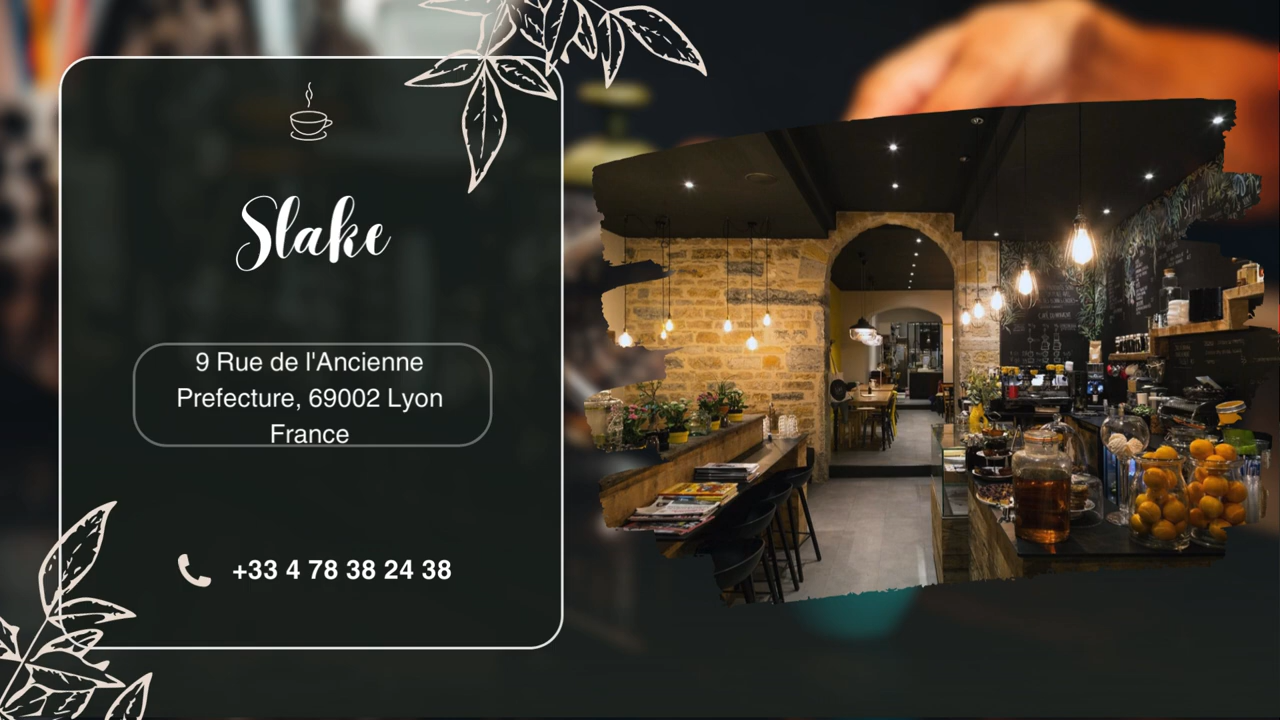 Slake
9 Rue de l'Ancienne
Prefecture, 69002 Lyon
France
+33 4 78 38 24 38